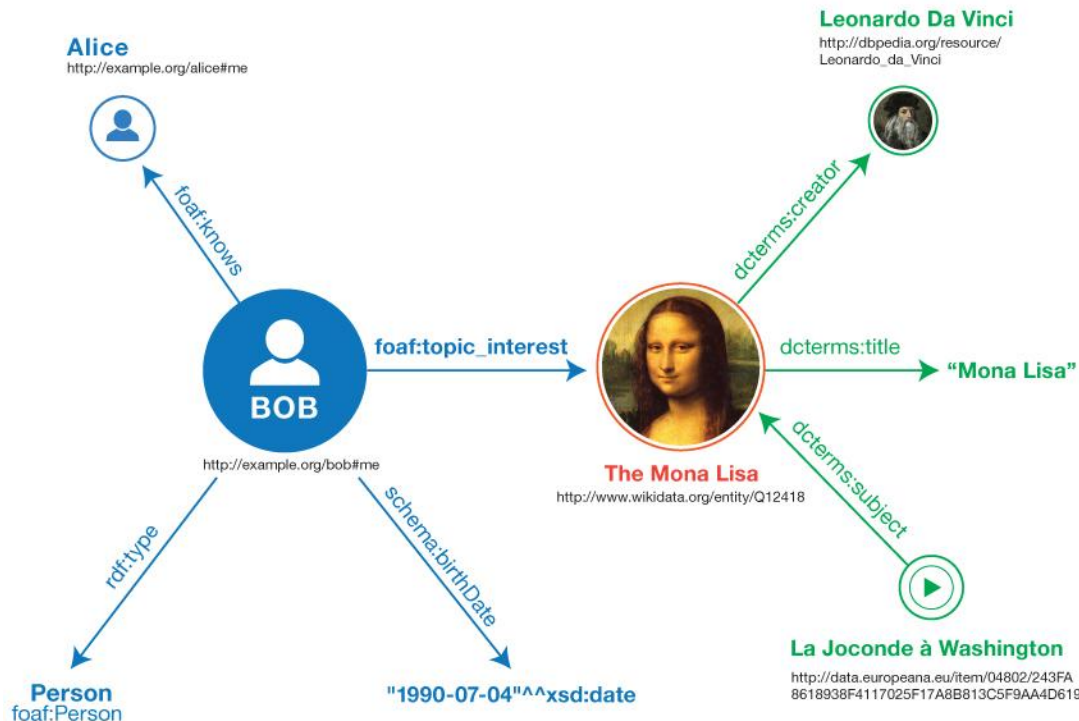 Alice
http://example.org/alice#me
Leonardo Da Vinci
http://dbpedia.org/resource/
Leonardo_da_Vinci
foaf:knows
dcterms:creator
BOB
http://example.org/bob#me
foaf:topic_interest
The Mona Lisa
http://www.wikidata.org/entity/Q12418
dcterms:title
“Mona Lisa”
dcterms:subject
rdf:type
schema:birthDate
Person
foaf:Person
"1990-07-04"^^xsd:date
La Joconde à Washington
http://data.europeana.eu/item/04802/243FA
8618938F4117025F17A8B813C5F9AA4D619